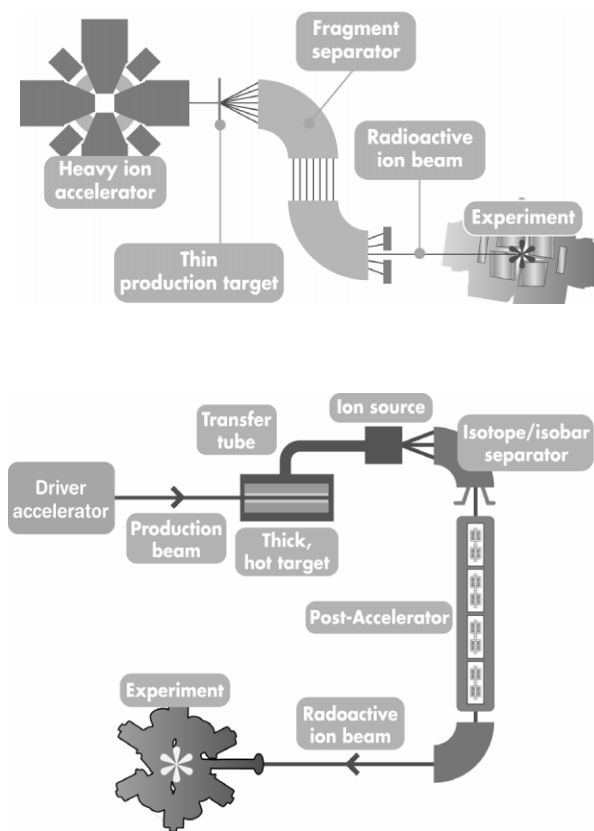 Fragment
separator
Radioactive
ion beam
Heavy ion
accelerator
Experiment
Thin
production target
Ion source
Transfer
tube
Isotope/isobar
separator
Driver
accelerator
Production
beam
Thick,
hot target
Post-Accelerator
Experiment
Radioactive
ion beam